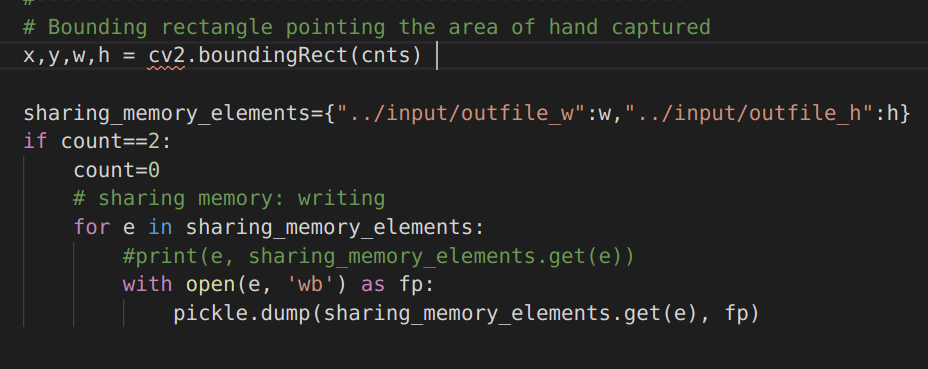 # Bounding rectangle pointing the area of hand captured
x,y,w,h = cv2.boundingRect(cnts)
sharing_memory_elements={"../input/outfile_w":w,"../input/outfile_h":h}
if count==2:
    count=0
    # sharing memory: writing
    for e in sharing_memory_elements:
        #print(e, sharing_memory_elements.get(e))
        with open(e, 'wb') as fp:
            pickle.dump(sharing_memory_elements.get(e), fp)